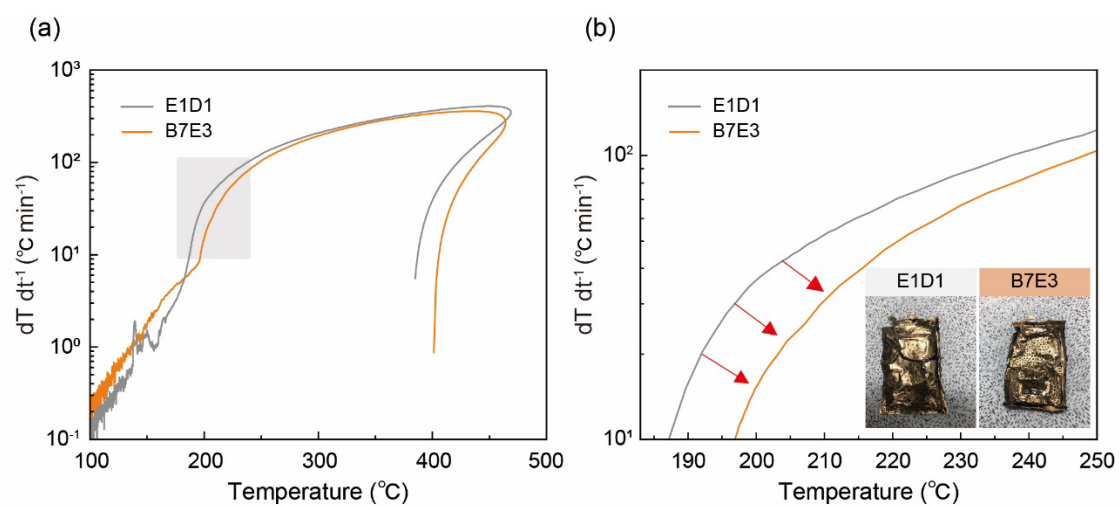 (a)
10³
10²
10¹
10⁰
10⁻¹
dT dt⁻¹ (°C min⁻¹)
E1D1
B7E3
100
200
300
400
500
Temperature (°C)
(b)
10²
10¹
dT dt⁻¹ (°C min⁻¹)
E1D1
B7E3
E1D1
B7E3
190
200
210
220
230
240
250
Temperature (°C)